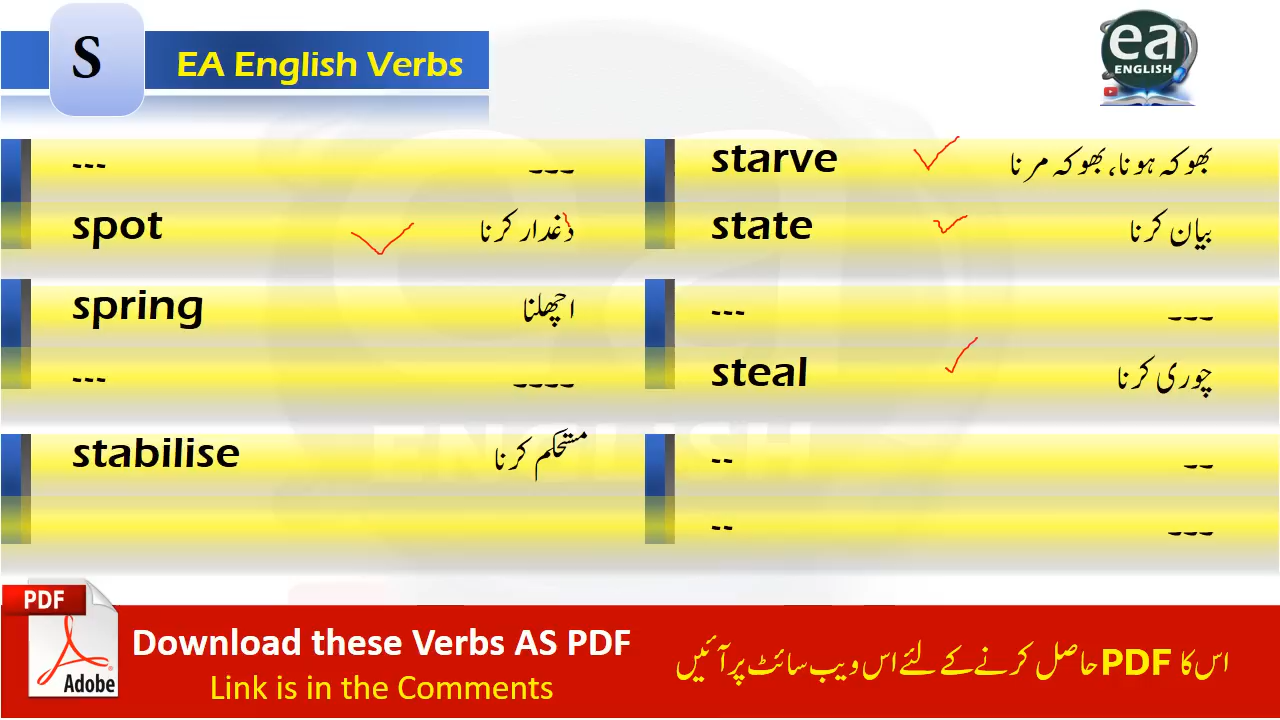 S
EA English Verbs
ea
ENGLISH
--- ---
spot دغدار کرنا
spring اچھلنا
--- ----
stabilise مستحکم کرنا
starve بھوکہ ہونا، بھوکہ مرنا
state بیان کرنا
--- ---
steal چوری کرنا
-- --
-- ---
ENGLISH
PDF
Adobe
Download these Verbs AS PDF
Link is in the Comments
اس کا PDF حاصل کرنے کے لئے اس ویب سائٹ پر آئیں